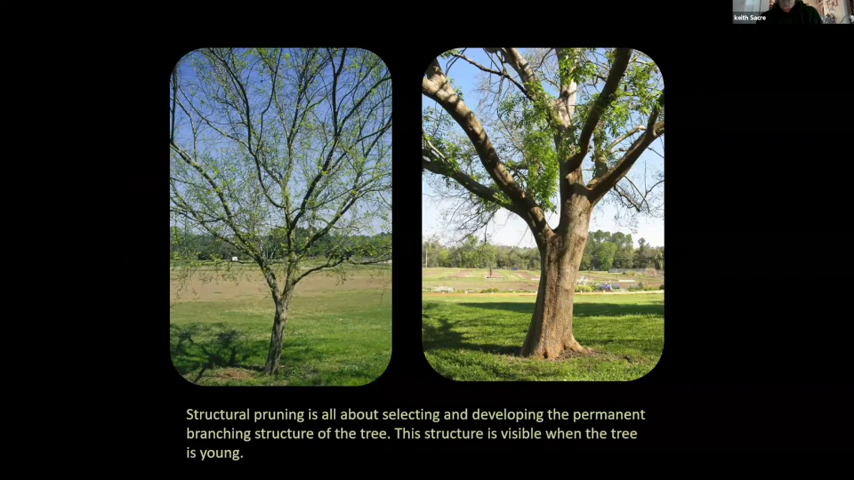 keith Sacre
Structural pruning is all about selecting and developing the permanent
branching structure of the tree. This structure is visible when the tree
is young.